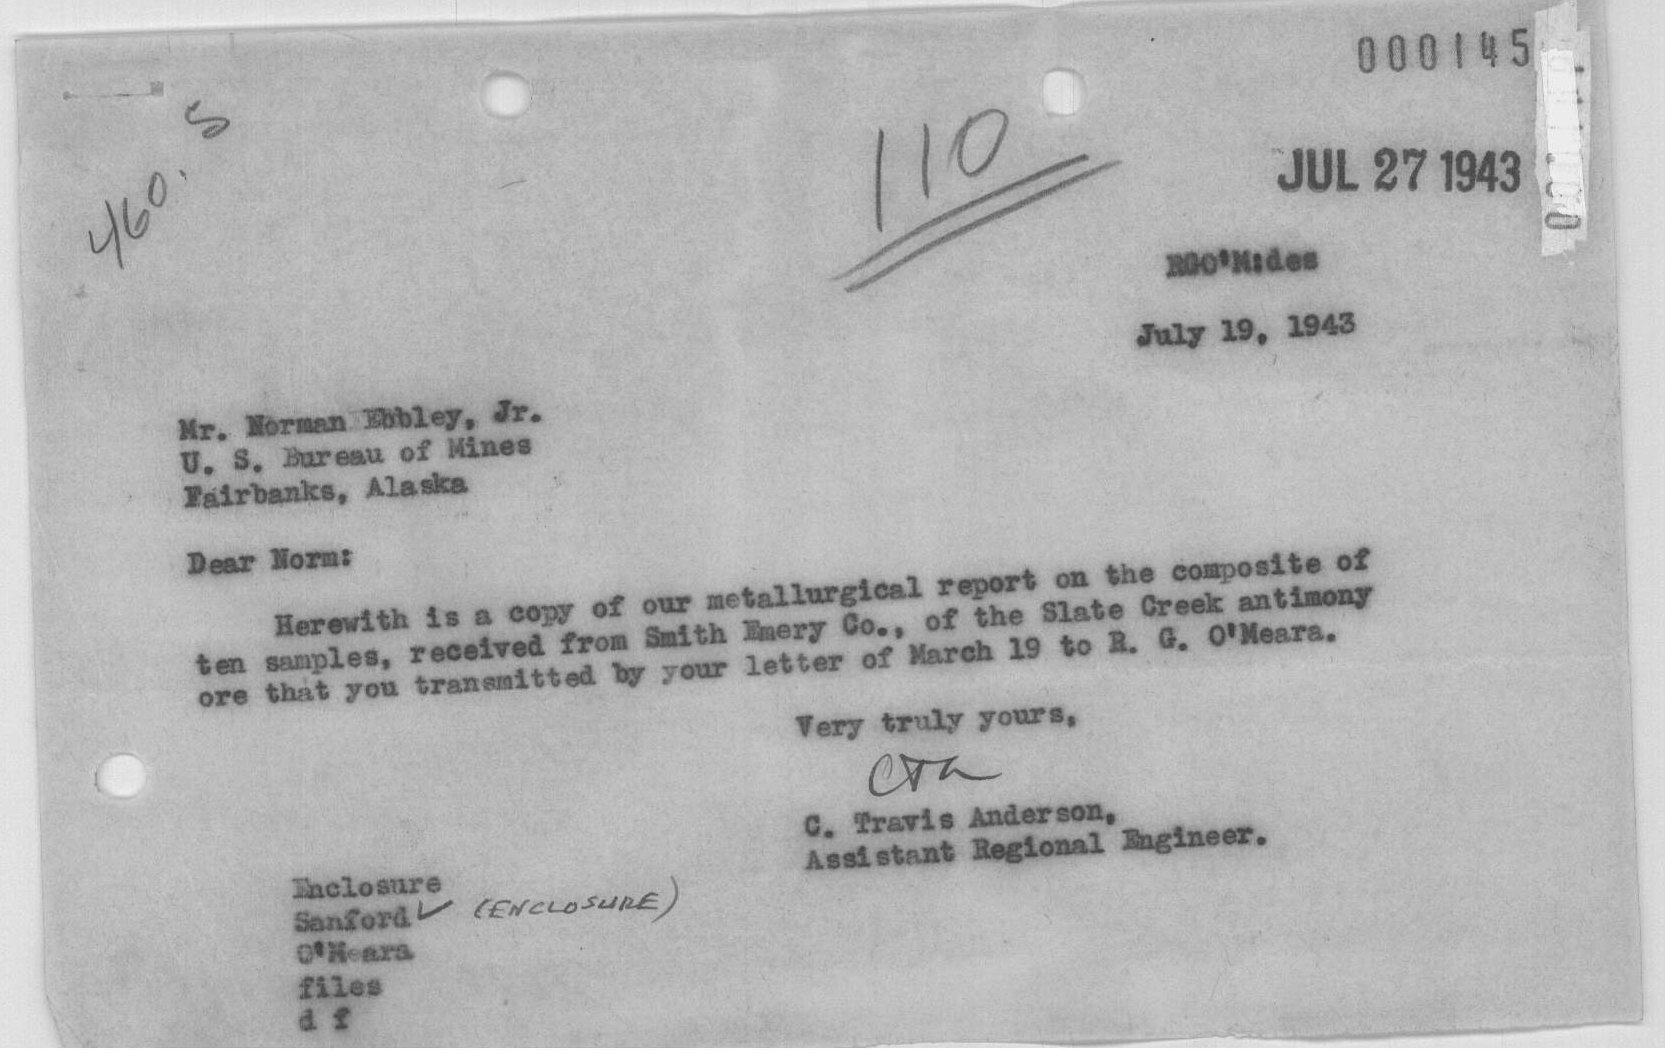 000145
460.5
110
JUL 27 1943
RGO'M:des
July 19, 1943
Mr. Norman Ebbley, Jr.
U. S. Bureau of Mines
Fairbanks, Alaska
Dear Norm:
Herewith is a copy of our metallurgical report on the composite of
ten samples, received from Smith Emery Co., of the Slate Creek antimony
ore that you transmitted by your letter of March 19 to R. G. O'Meara.
Very truly yours,
CTA
C. Travis Anderson,
Assistant Regional Engineer.
Enclosure
Sanford ✓ (ENCLOSURE)
O'Meara
files
d f